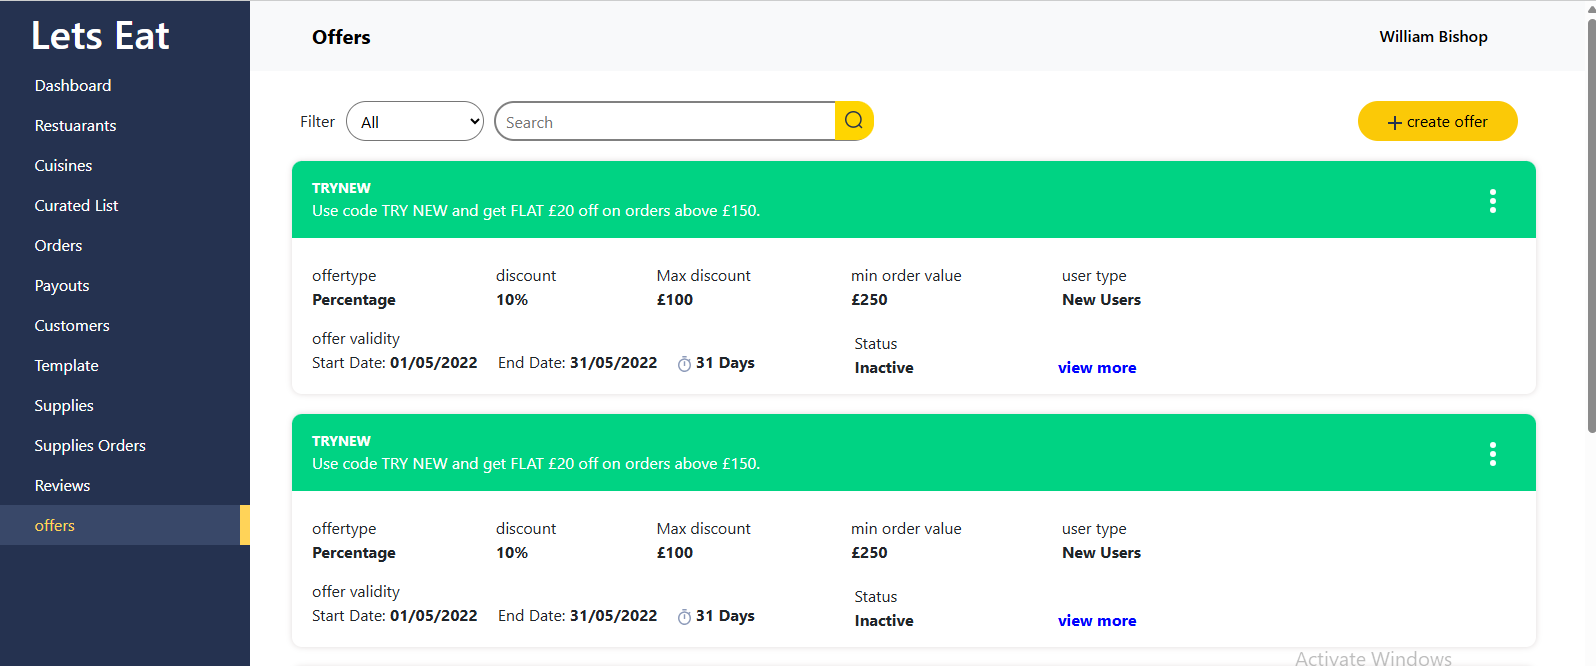 Lets Eat
Dashboard
Restuarants
Cuisines
Curated List
Orders
Payouts
Customers
Template
Supplies
Supplies Orders
Reviews
offers
Offers
William Bishop
Filter All Search + create offer
TRYNEW
Use code TRY NEW and get FLAT £20 off on orders above £150.
offertype discount Max discount min order value user type
Percentage 10% £100 £250 New Users
offer validity Status
Start Date: 01/05/2022 End Date: 31/05/2022 31 Days Inactive view more
TRYNEW
Use code TRY NEW and get FLAT £20 off on orders above £150.
offertype discount Max discount min order value user type
Percentage 10% £100 £250 New Users
offer validity Status
Start Date: 01/05/2022 End Date: 31/05/2022 31 Days Inactive view more
Activate Windows